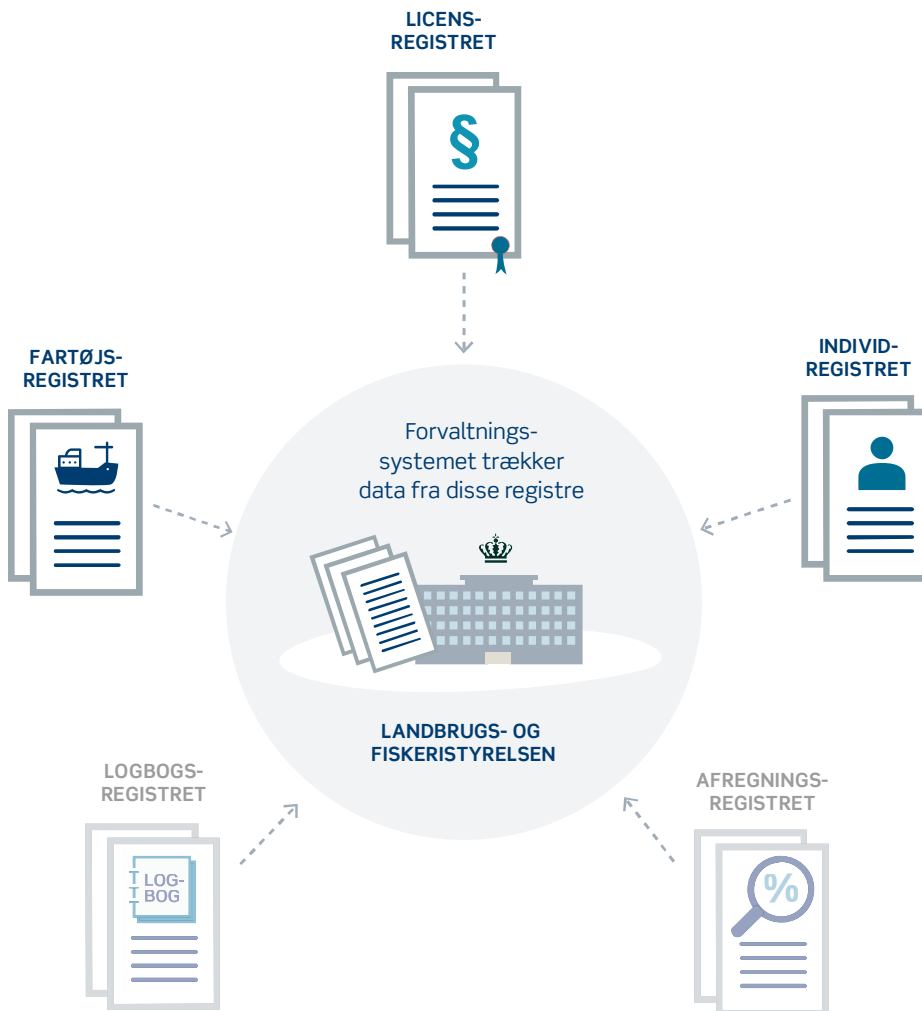 LICENS-
REGISTRET
§
FARTØJS-
REGISTRET
INDIVID-
REGISTRET
Forvaltnings-
systemet trækker
data fra disse registre
LANDBRUGS- OG
FISKERISTYRELSEN
LOGBOGS-
REGISTRET
LOG-
BOG
AFREGNINGS-
REGISTRET
%